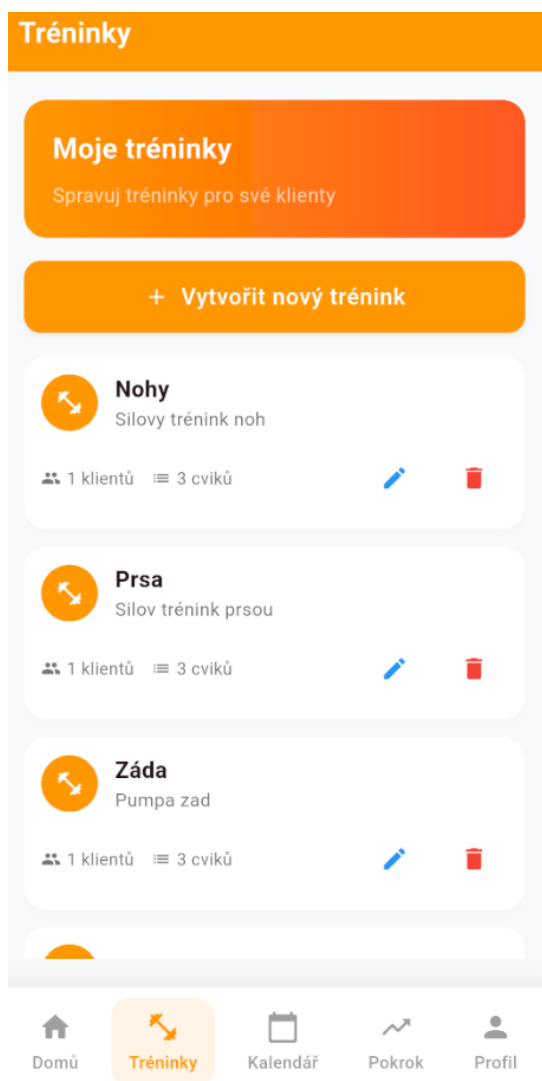 Tréninky
Moje tréninky
Spravuj tréninky pro své klienty
+ Vytvořit nový trénink
Nohy
Silovy trénink noh
1 klientů 3 cviků
Prsa
Silov trénink prsou
1 klientů 3 cviků
Záda
Pumpa zad
1 klientů 3 cviků
Domů Tréninky Kalendář Pokrok Profil